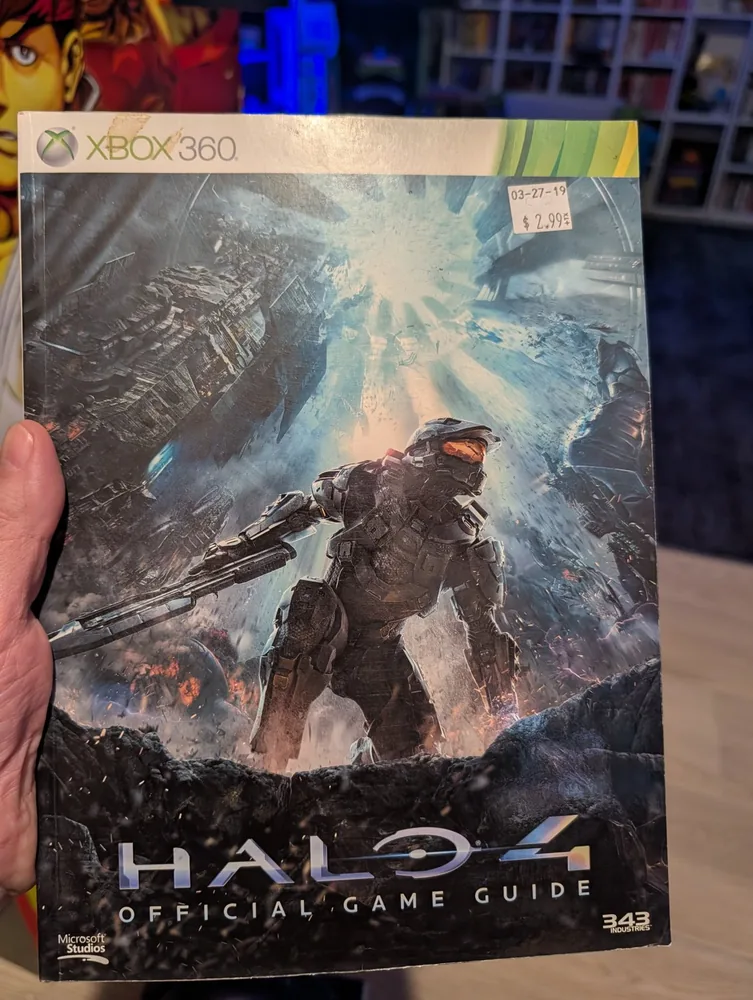 XBOX 360
03-27-19
$ 2.99
HALO 4
OFFICIAL GAME GUIDE
Microsoft
Studios
343
INDUSTRIES